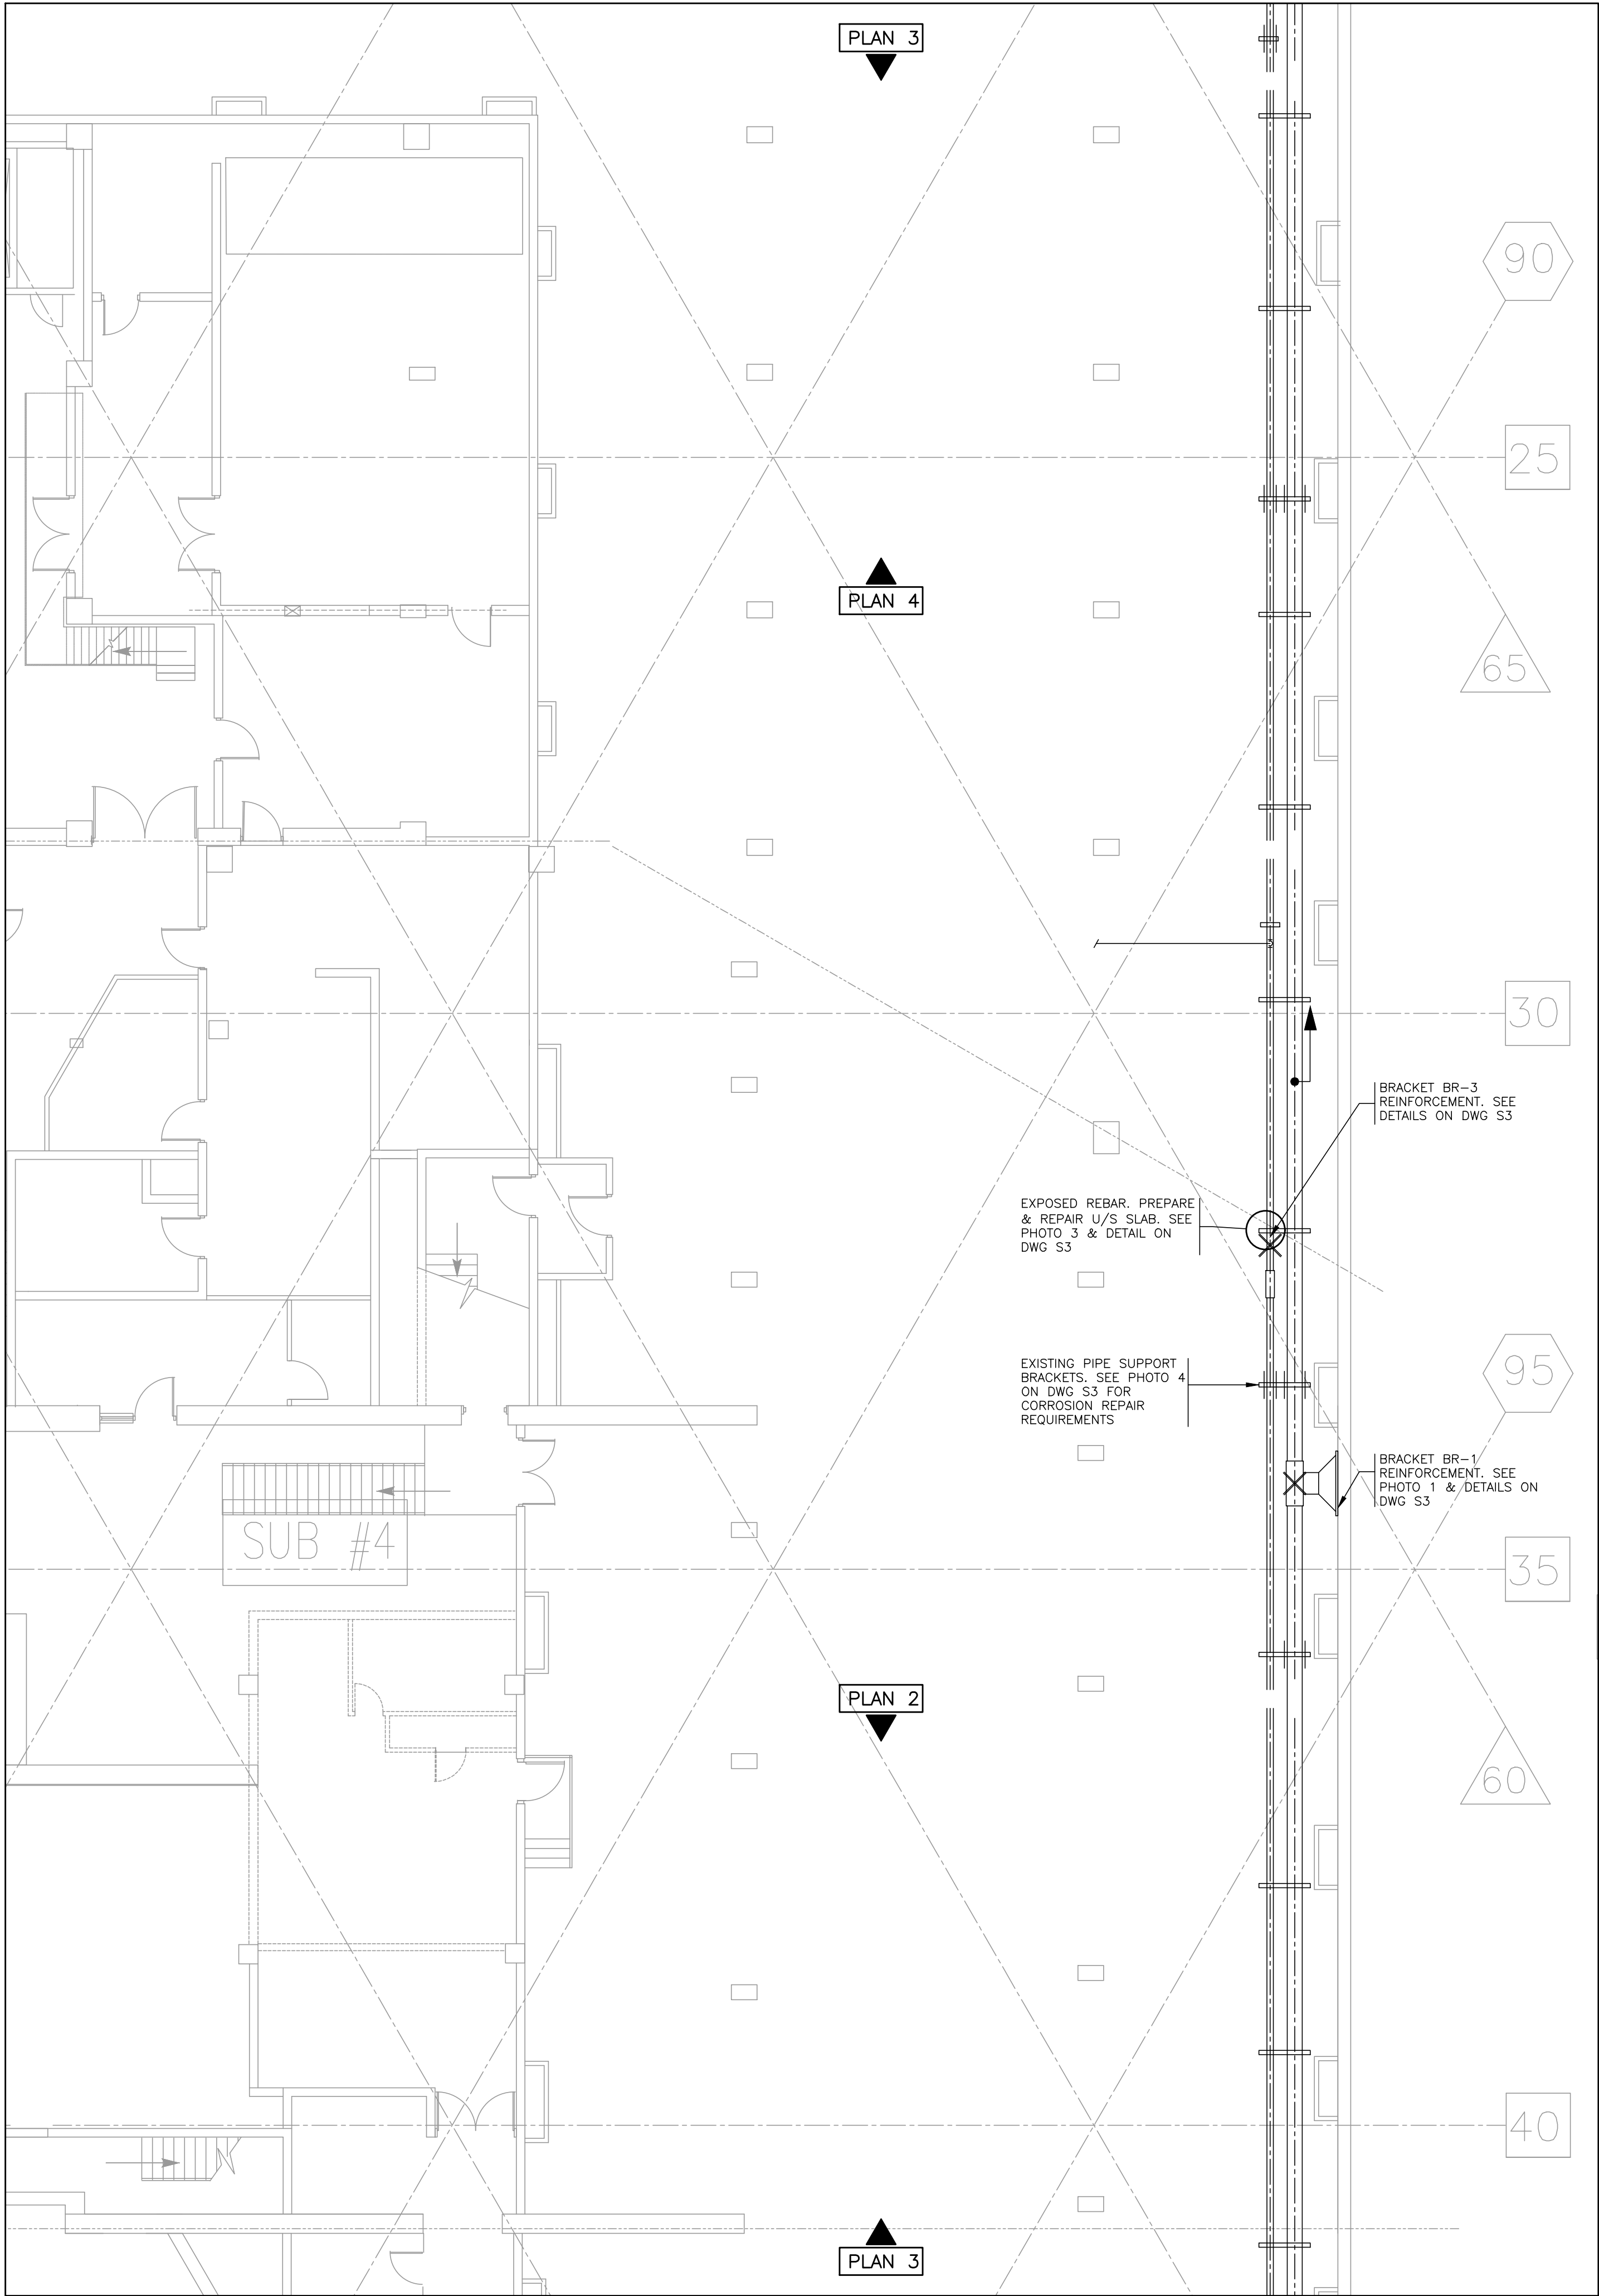 PLAN 3
90
25
PLAN 4
65
30
BRACKET BR-3
REINFORCEMENT. SEE
DETAILS ON DWG S3
EXPOSED REBAR. PREPARE
& REPAIR U/S SLAB. SEE
PHOTO 3 & DETAIL ON
DWG S3
EXISTING PIPE SUPPORT
BRACKETS. SEE PHOTO 4
ON DWG S3 FOR
CORROSION REPAIR
REQUIREMENTS
95
BRACKET BR-1
REINFORCEMENT. SEE
PHOTO 1 & DETAILS ON
DWG S3
SUB #4
35
PLAN 2
60
40
PLAN 3